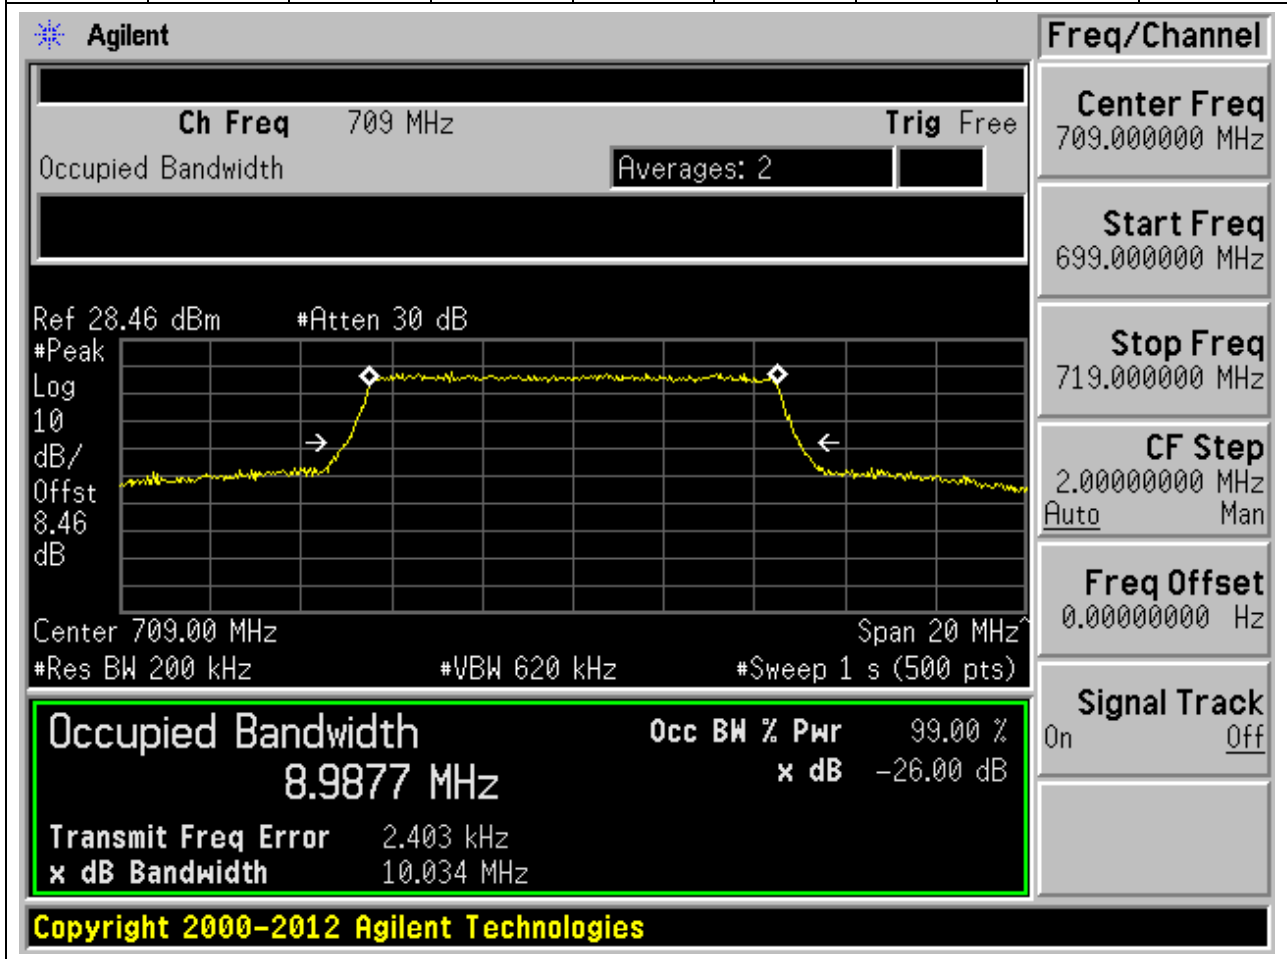 Agilent
Freq/Channel
Ch Freq 709 MHz Trig Free
Occupied Bandwidth Averages: 2
Center Freq
709.000000 MHz
Start Freq
699.000000 MHz
Stop Freq
719.000000 MHz
CF Step
2.00000000 MHz
Auto Man
Freq Offset
0.00000000 Hz
Signal Track
On Off
Ref 28.46 dBm #Atten 30 dB
#Peak
Log
10
dB/
Offst
8.46
dB
Center 709.00 MHz Span 20 MHz^
#Res BW 200 kHz #VBW 620 kHz #Sweep 1 s (500 pts)
Occupied Bandwidth Occ BW % Pwr 99.00 %
8.9877 MHz x dB -26.00 dB
Transmit Freq Error 2.403 kHz
x dB Bandwidth 10.034 MHz
Copyright 2000-2012 Agilent Technologies